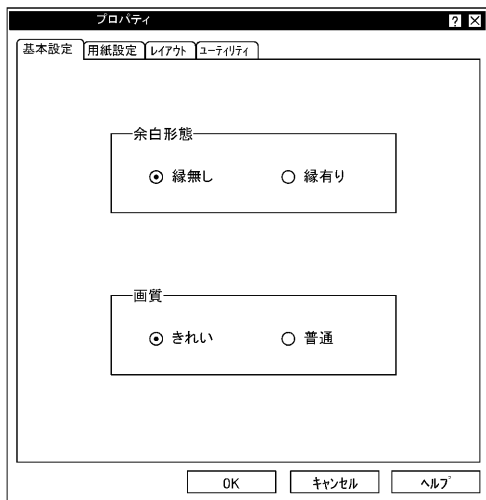 プロパティ ? ×
基本設定 用紙設定 レイアウト ユーティリティ
余白形態
縁無し 縁有り
画質
きれい 普通
OK キャンセル ヘルプ